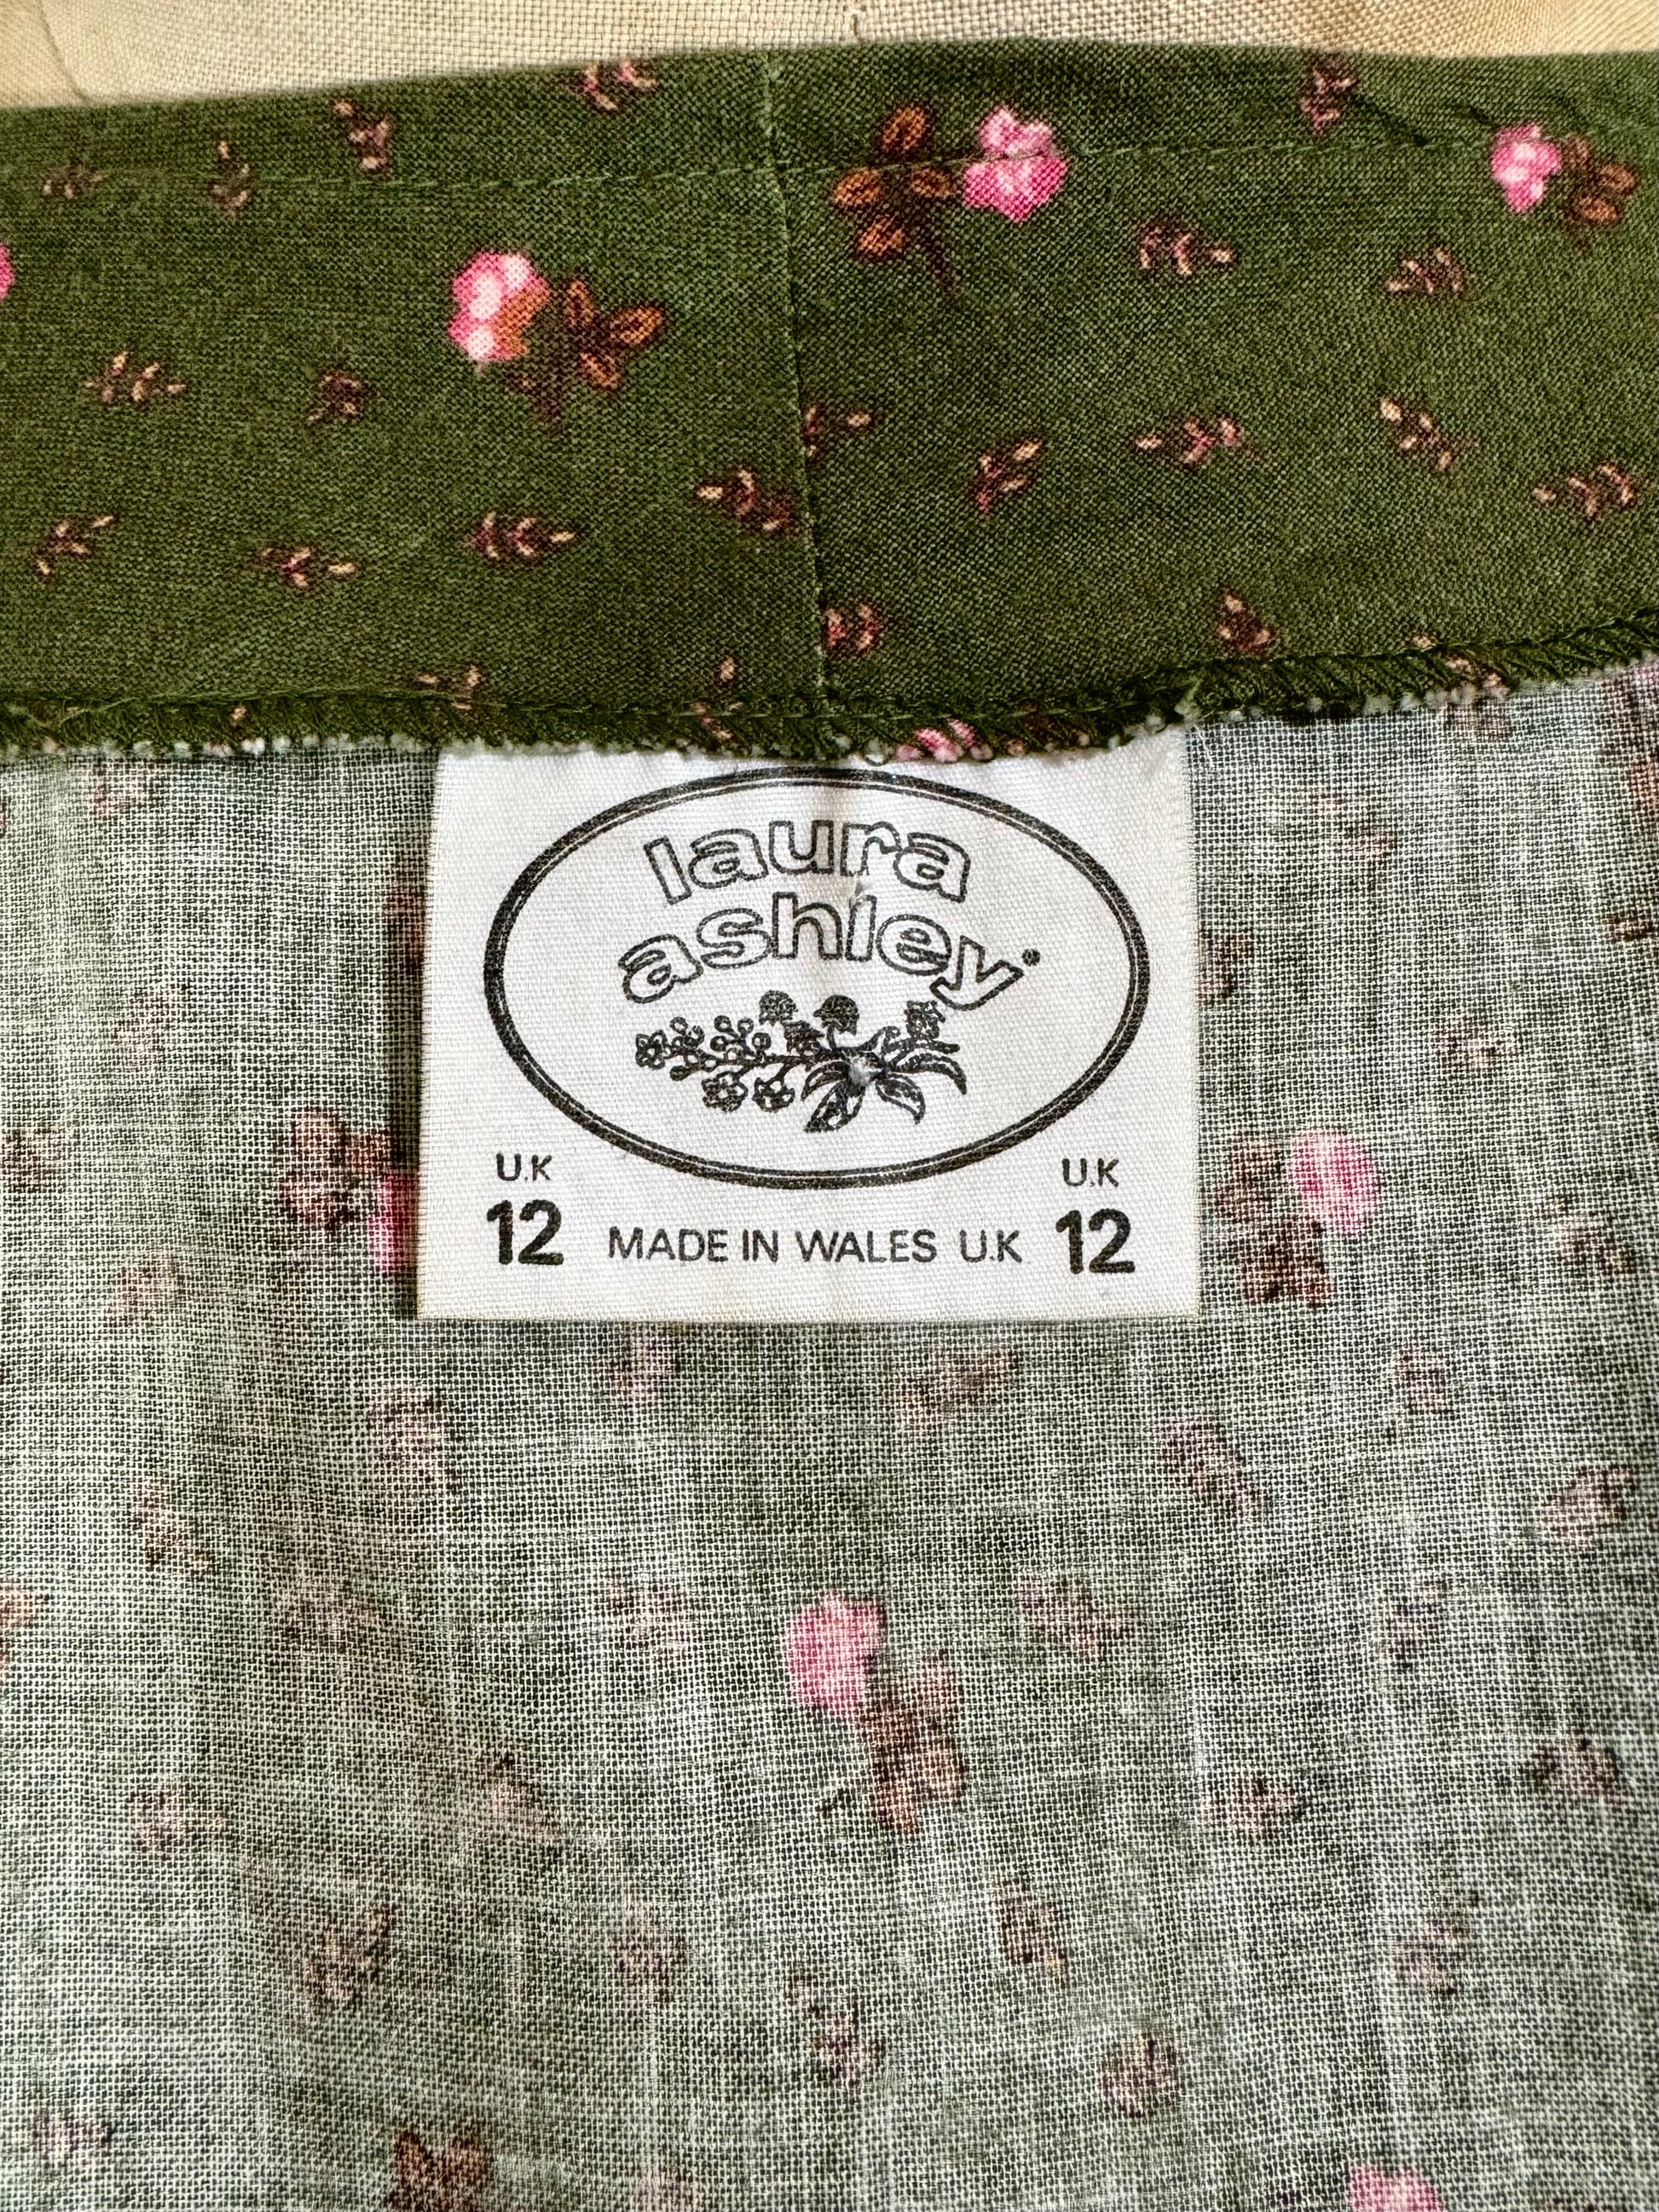 laura
ashley
U.K U.K
12 MADE IN WALES U.K 12